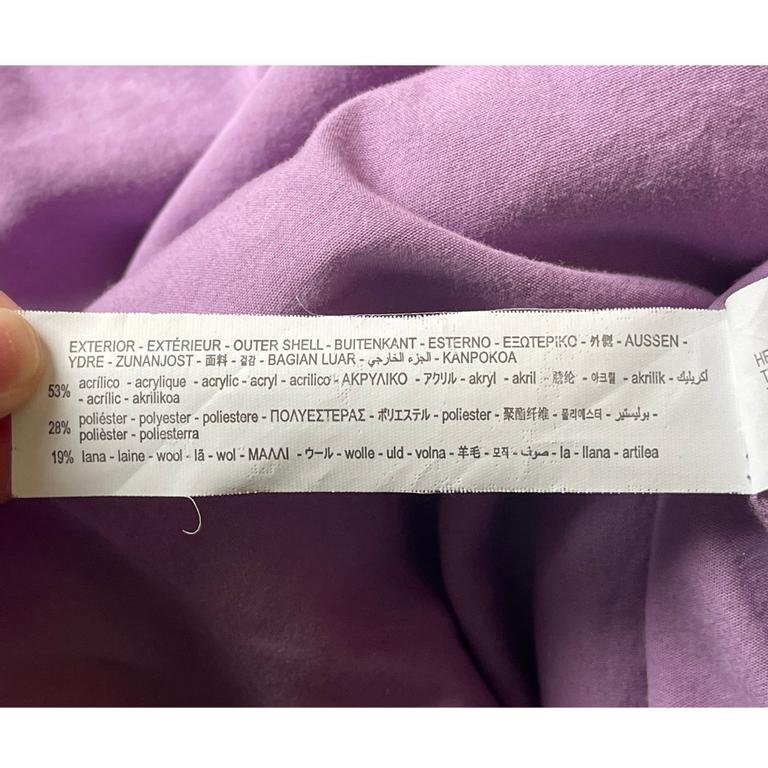 EXTERIOR - EXTÉRIEUR - OUTER SHELL - BUITENKANT - ESTERNO - ΕΞΩΤΕΡΙΚΟ - 外側 - AUSSEN -
YDRE - ZUNANJOST - 面料 - 겉감 - BAGIAN LUAR - الجزء الخارجي - KANPOKOA
53% acrílico - acrylique - acrylic - acryl - acrilico - ΑΚΡΥΛΙΚΟ - アクリル - akryl - akril - 腈纶 - 아크릴 - akrilik - أكريليك
- acrílic - akrilikoa
28% poliéster - polyester - poliestere - ΠΟΛΥΕΣΤΕΡΑΣ - ポリエステル - poliester - 聚酯纤维 - 폴리에스터 - بوليستير -
polièster - poliesterra
19% lana - laine - wool - lã - wol - ΜΑΛΛΙ - ウール - wolle - uld - volna - 羊毛 - 모직 - صوف - la - llana - artilea
HE